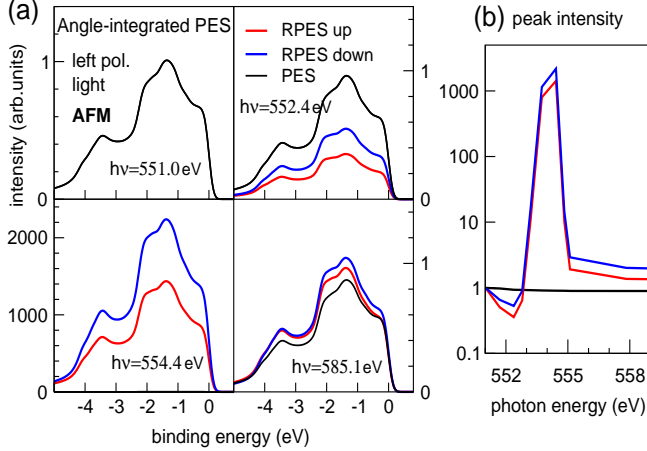 (a)
Angle-integrated PES
left pol.
light
AFM
hν=551.0 eV
RPES up
RPES down
PES
hν=552.4 eV
hν=554.4 eV
hν=585.1 eV
intensity (arb.units)
1
0
2000
1000
0
1
0
1
0
-4 -3 -2 -1 0
-4 -3 -2 -1 0
binding energy (eV)
(b)
peak intensity
1000
100
10
1
0.1
552 555 558
photon energy (eV)